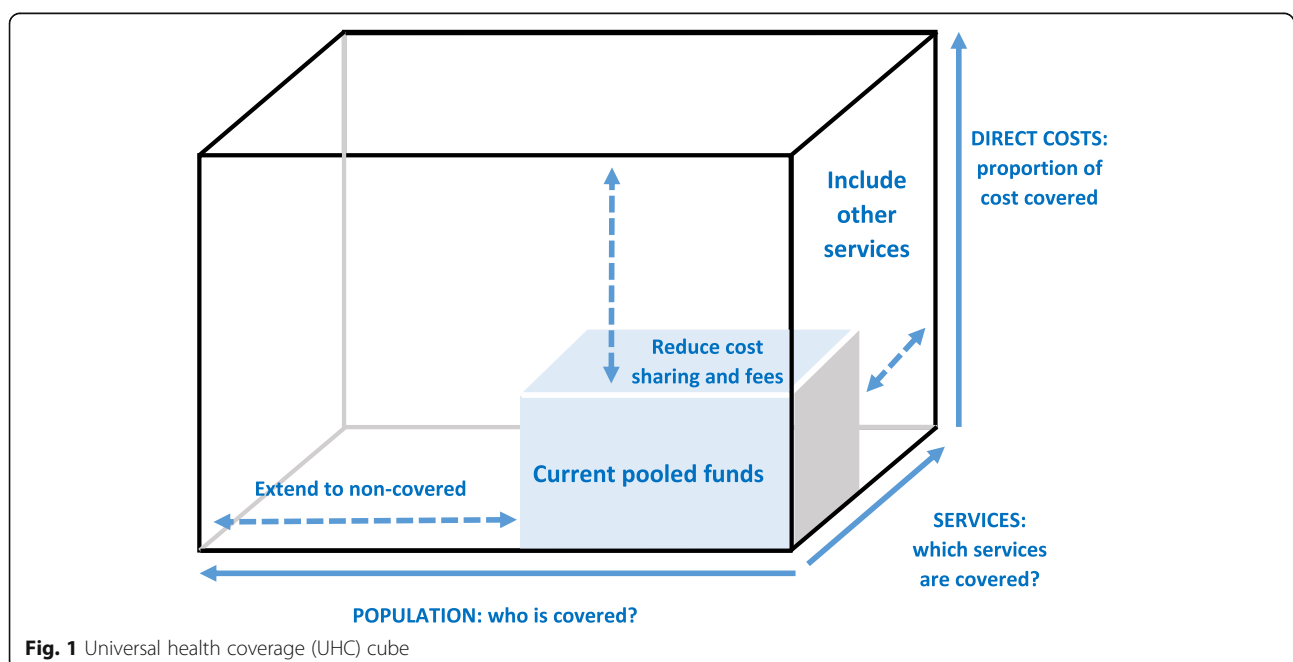 DIRECT COSTS:
proportion of
cost covered
Include
other
services
Reduce cost
sharing and fees
Current pooled funds
Extend to non-covered
SERVICES:
which services
are covered?
POPULATION: who is covered?
Fig. 1 Universal health coverage (UHC) cube